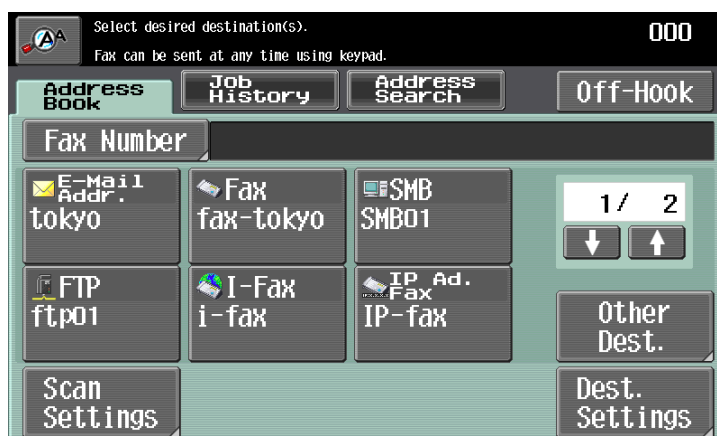 Select desired destination(s).
000
Fax can be sent at any time using keypad.
Address Book
Job History
Address Search
Off-Hook
Fax Number
E-Mail Addr.
tokyo
Fax
fax-tokyo
SMB
SMB01
1/ 2
FTP
ftp01
I-Fax
i-fax
IP Ad. Fax
IP-fax
Other Dest.
Scan Settings
Dest. Settings